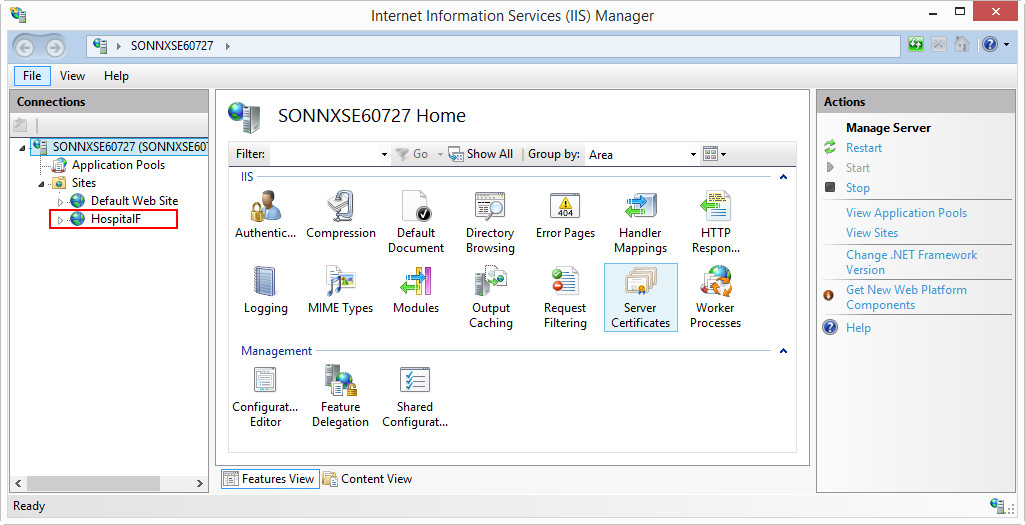 Internet Information Services (IIS) Manager
SONNXSE60727
File View Help
Connections
SONNXSE60727 (SONNXSE607
Application Pools
Sites
Default Web Site
HospitalF
SONNXSE60727 Home
Filter: Go Show All Group by: Area
IIS
Authentic... Compression Default Directory Error Pages Handler HTTP
Document Browsing Mappings Respon...
404
Logging MIME Types Modules Output Request Server Worker
Caching Filtering Certificates Processes
Management
Configurat... Feature Shared
Editor Delegation Configurat...
Features View Content View
Actions
Manage Server
Restart
Start
Stop
View Application Pools
View Sites
Change .NET Framework
Version
Get New Web Platform
Components
Help
Ready